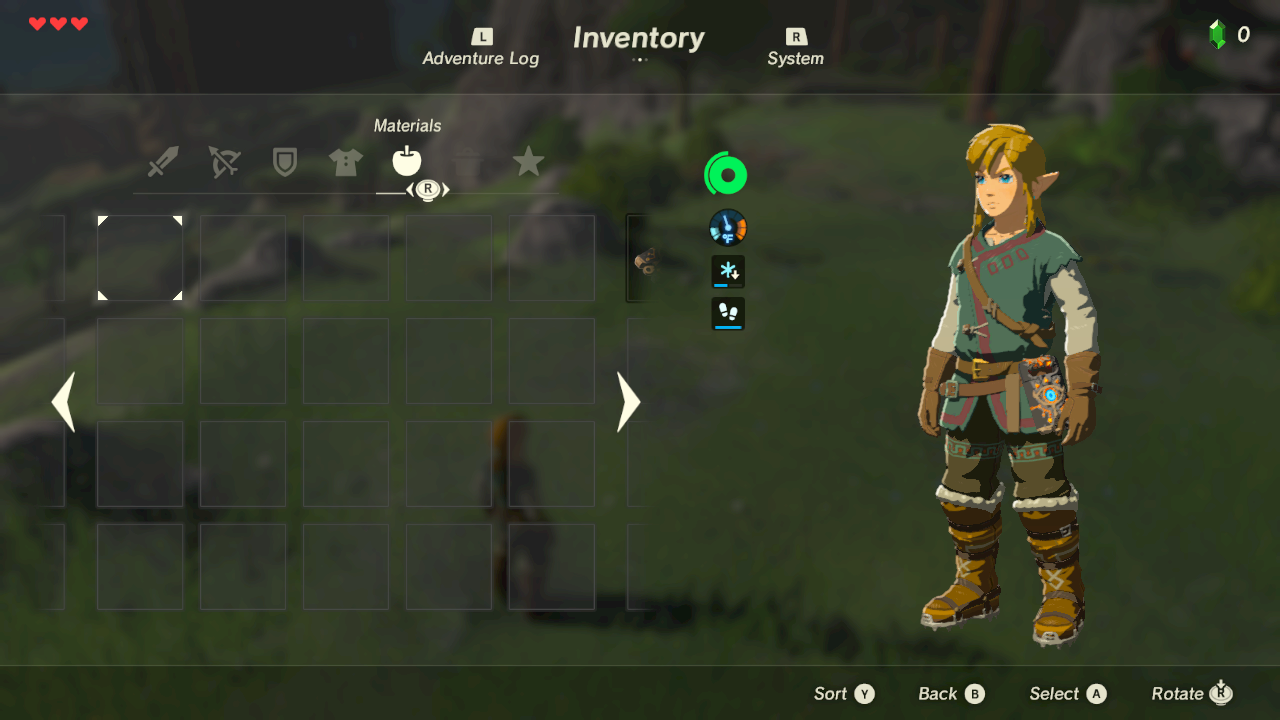 L
Inventory
R
0
Adventure Log
System
Materials
R
°F
Sort Y
Back B
Select A
Rotate R